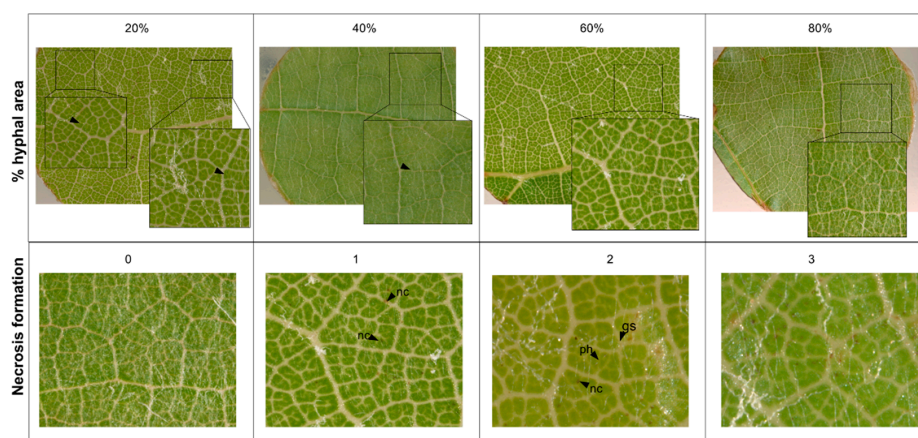 20% 40% 60% 80%
% hyphal area
0 1 2 3
Necrosis formation
nc
nc
gs
ph
nc